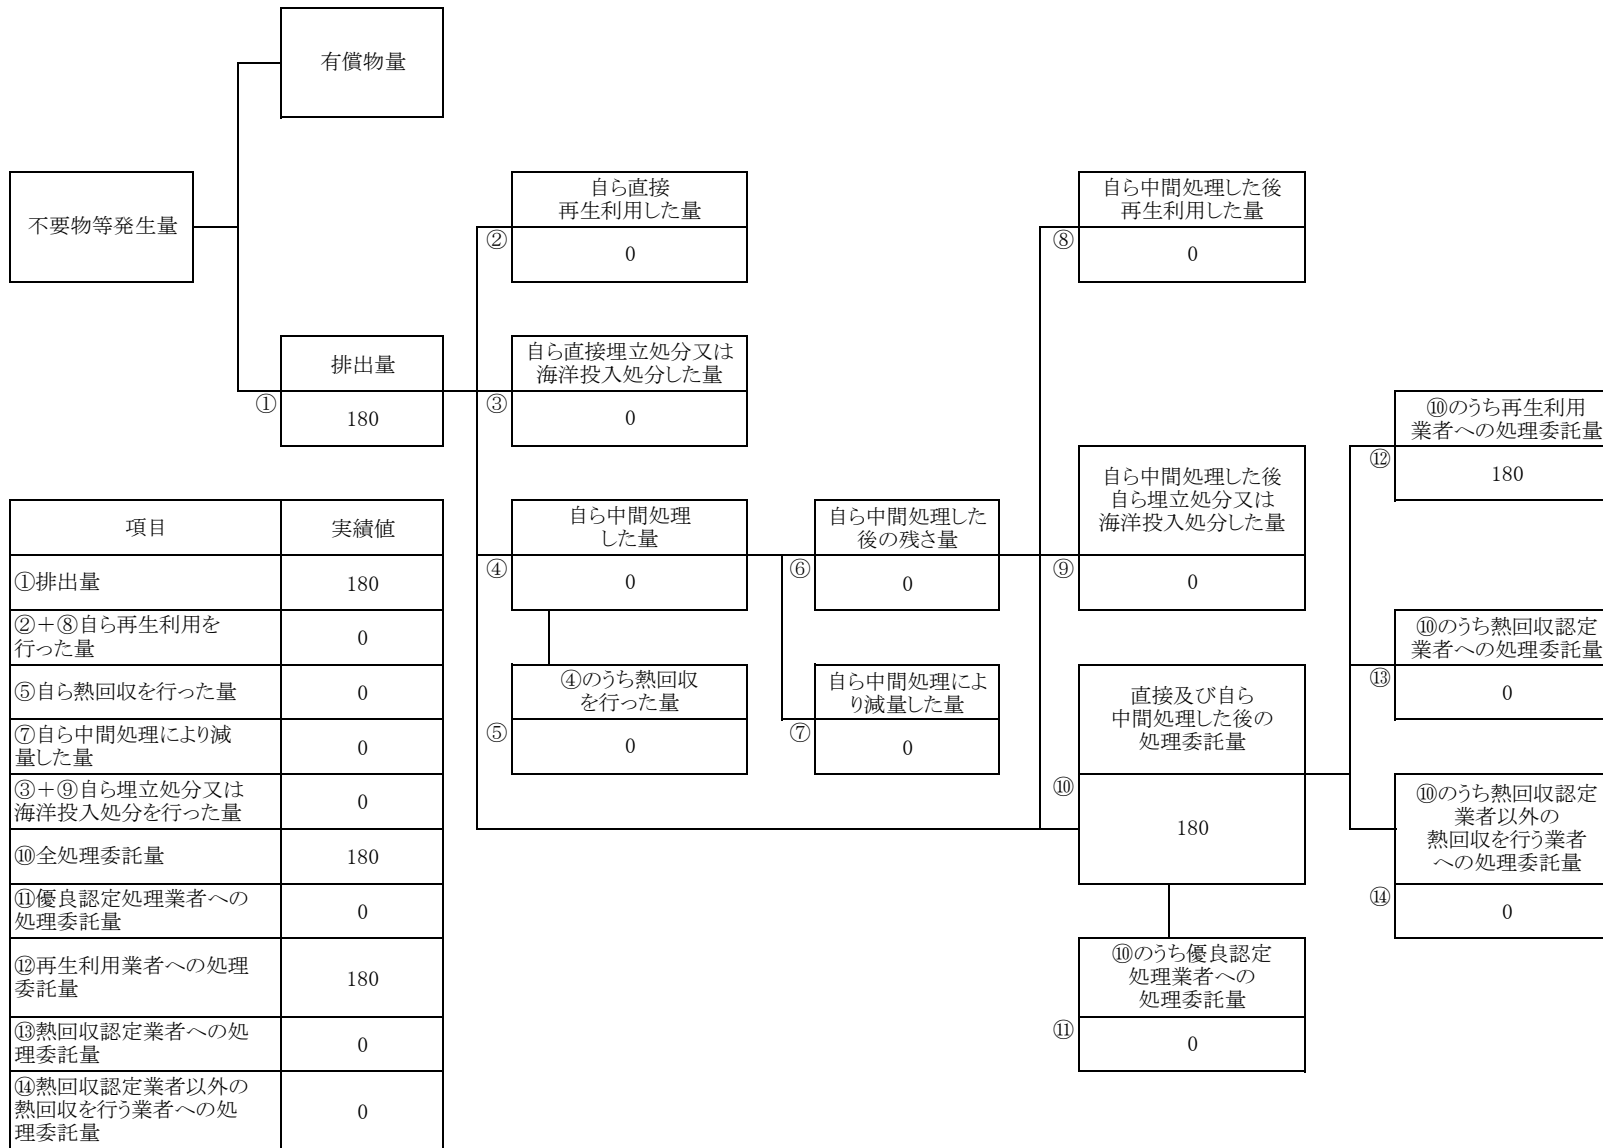 有償物量
不要物等発生量
自ら直接
再生利用した量
②
0
自ら中間処理した後
再生利用した量
⑧
0
排出量
①
180
自ら直接埋立処分又は
海洋投入処分した量
③
0
⑩のうち再生利用
業者への処理委託量
⑫
180
自ら中間処理
した量
④
0
自ら中間処理した
後の残さ量
⑥
0
自ら中間処理した後
自ら埋立処分又は
海洋投入処分した量
⑨
0
⑩のうち熱回収認定
業者への処理委託量
⑬
0
④のうち熱回収
を行った量
⑤
0
自ら中間処理によ
り減量した量
⑦
0
直接及び自ら
中間処理した後の
処理委託量
⑩
180
⑩のうち熱回収認定
業者以外の
熱回収を行う業者
への処理委託量
⑭
0
⑩のうち優良認定
処理業者への
処理委託量
⑪
0
項目 実績値
①排出量 180
②＋⑧自ら再生利用を
行った量 0
⑤自ら熱回収を行った量 0
⑦自ら中間処理により減
量した量 0
③＋⑨自ら埋立処分又は
海洋投入処分を行った量 0
⑩全処理委託量 180
⑪優良認定処理業者への
処理委託量 0
⑫再生利用業者への処理
委託量 180
⑬熱回収認定業者への処
理委託量 0
⑭熱回収認定業者以外の
熱回収を行う業者への処
理委託量 0